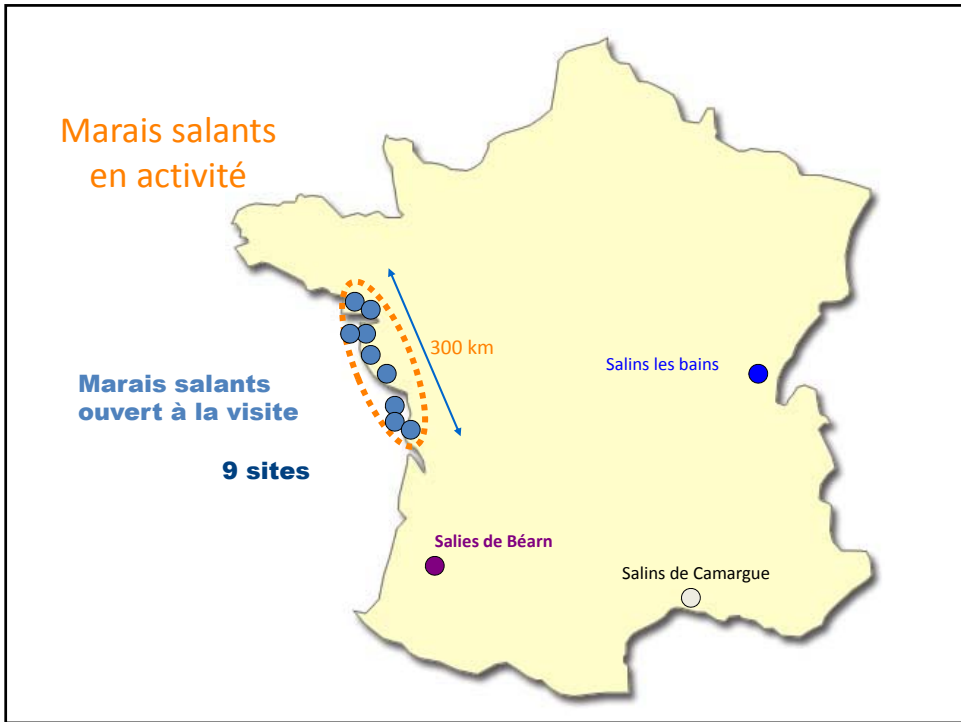 Marais salants
en activité
300 km
Salins les bains
Marais salants
ouvert à la visite
9 sites
Salies de Béarn
Salins de Camargue